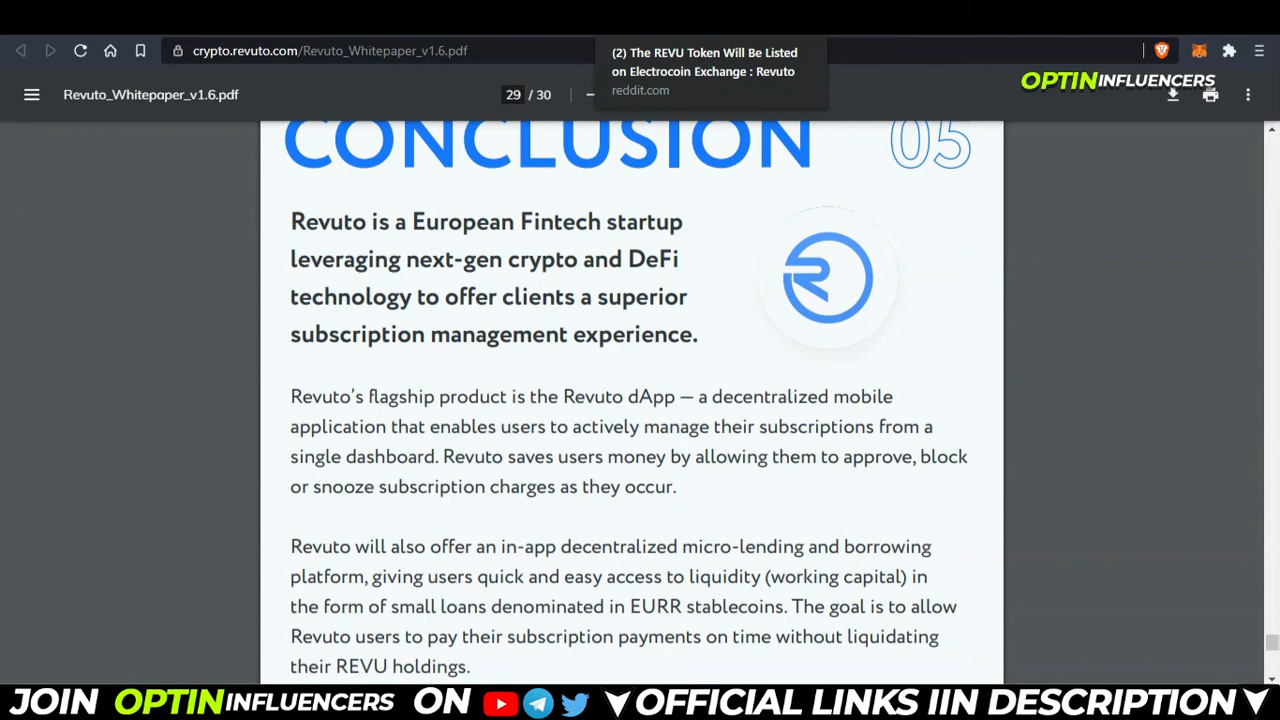 crypto.revuto.com/Revuto_Whitepaper_v1.6.pdf
(2) The REVU Token Will Be Listed
on Electrocoin Exchange : Revuto
reddit.com
OPTININFLUENCERS
Revuto_Whitepaper_v1.6.pdf
29 / 30
CONCLUSION 05
Revuto is a European Fintech startup
leveraging next-gen crypto and DeFi
technology to offer clients a superior
subscription management experience.
Revuto's flagship product is the Revuto dApp — a decentralized mobile
application that enables users to actively manage their subscriptions from a
single dashboard. Revuto saves users money by allowing them to approve, block
or snooze subscription charges as they occur.
Revuto will also offer an in-app decentralized micro-lending and borrowing
platform, giving users quick and easy access to liquidity (working capital) in
the form of small loans denominated in EURR stablecoins. The goal is to allow
Revuto users to pay their subscription payments on time without liquidating
their REVU holdings.
JOIN OPTININFLUENCERS ON OFFICIAL LINKS IIN DESCRIPTION